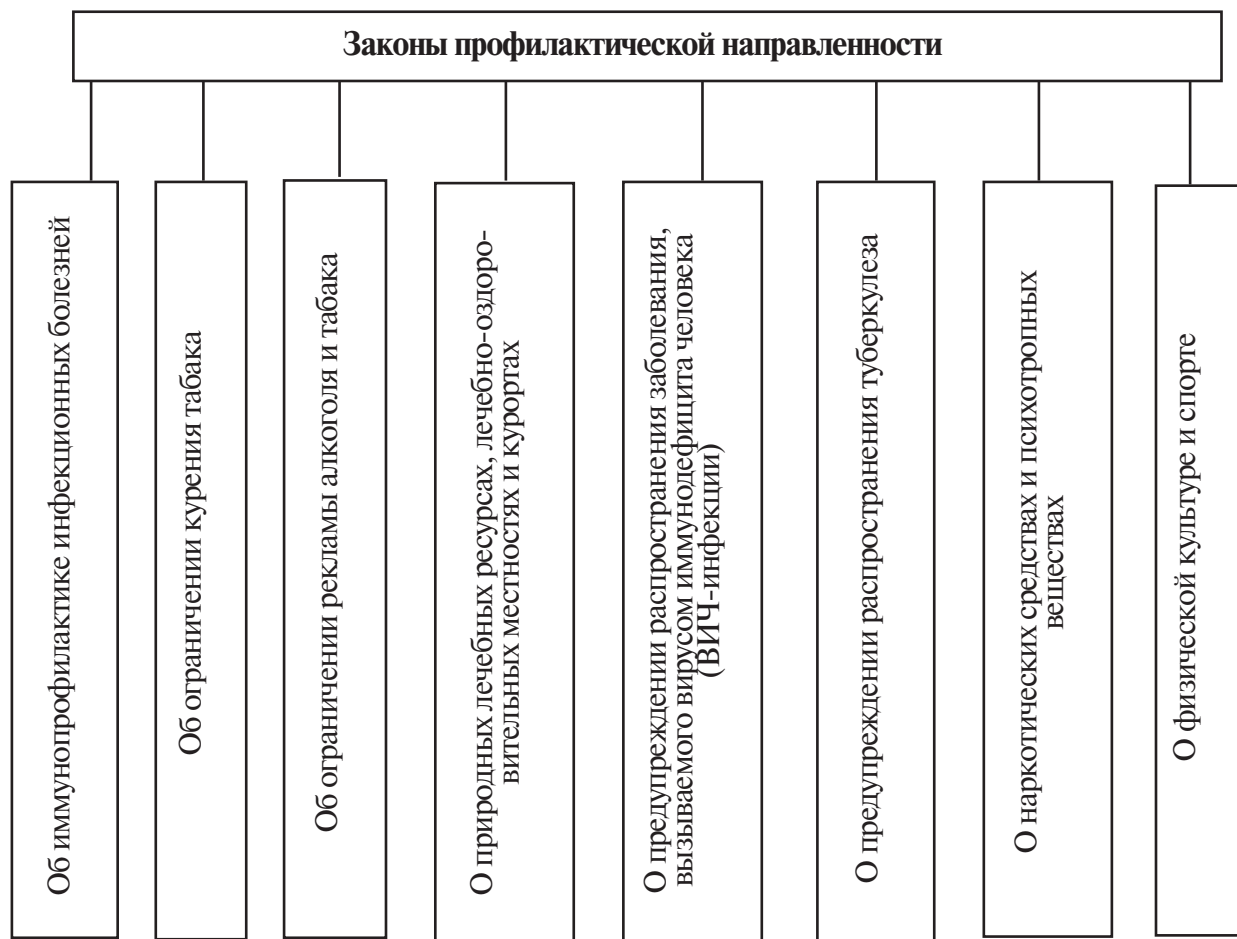 Законы профилактической направленности
Об иммунопрофилактике инфекционных болезней
Об ограничении курения табака
Об ограничении рекламы алкоголя и табака
О природных лечебных ресурсах, лечебно-оздоро-
вительных местностях и курортах
О предупреждении распространения заболевания,
вызываемого вирусом иммунодефицита человека
(ВИЧ-инфекции)
О предупреждении распространения туберкулеза
О наркотических средствах и психотропных
веществах
О физической культуре и спорте